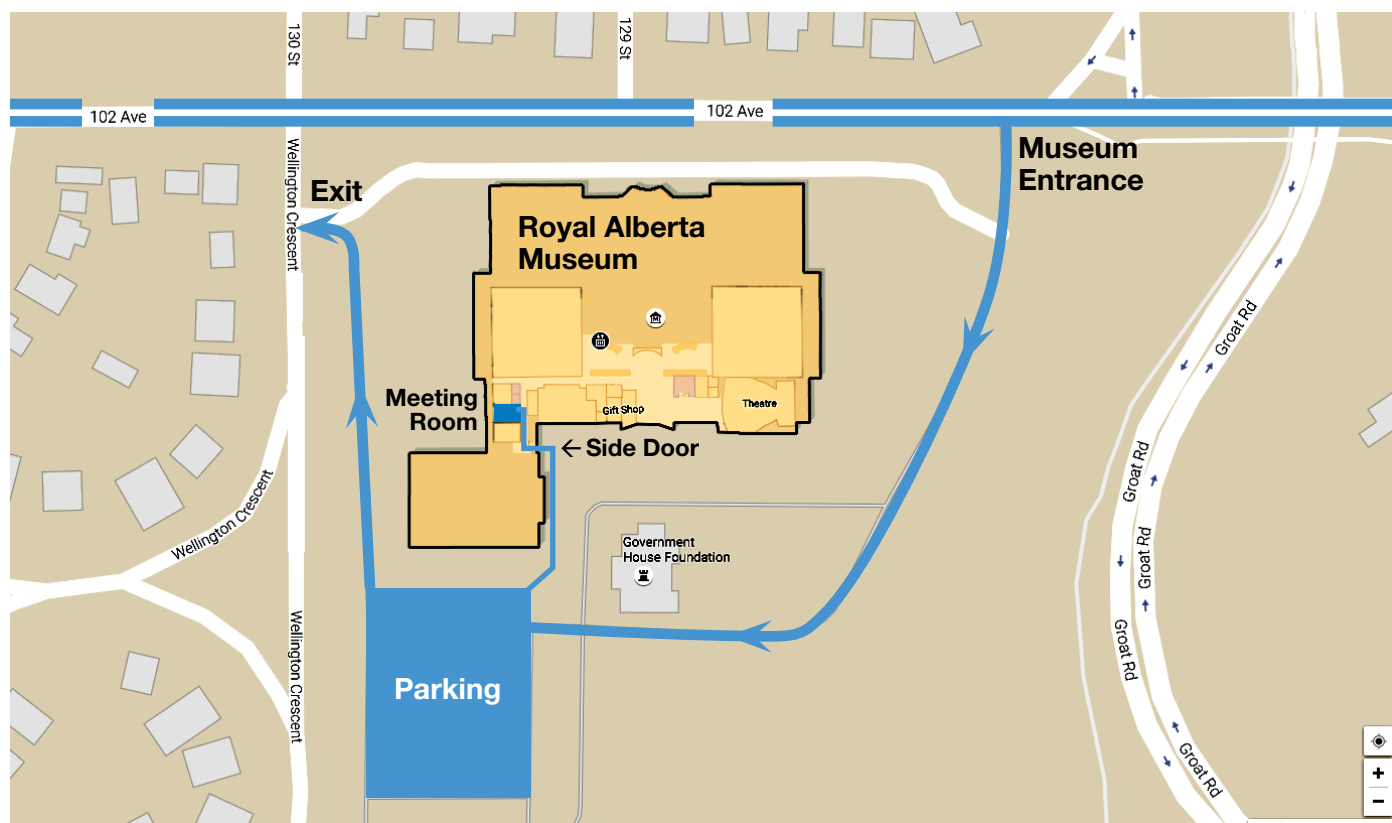 130 St
129 St
102 Ave
102 Ave
Museum
Entrance
Wellington Crescent
Exit
Royal Alberta
Museum
Groat Rd
Meeting
Room
Gift Shop
Theatre
← Side Door
Groat Rd
Wellington Crescent
Government
House Foundation
Groat Rd
Wellington Crescent
Groat Rd
Parking
Groat Rd
+
−